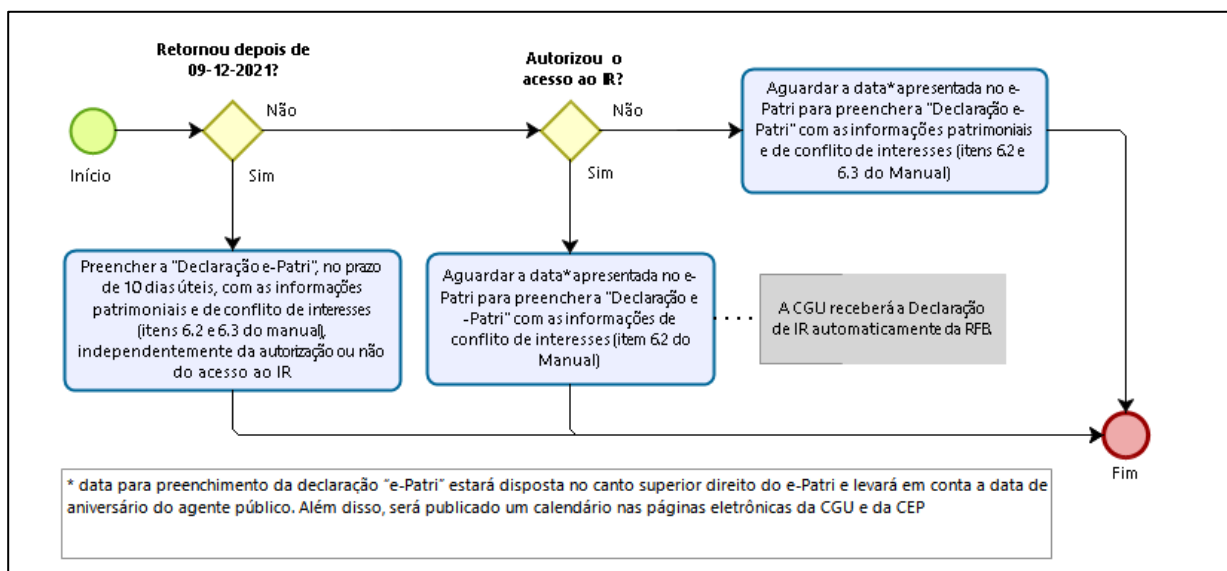 Retornou depois de
09-12-2021?
Autorizou o
acesso ao IR?
Início
Não
Sim
Não
Sim
Aguardar a data* apresentada no e-
Patri para preencher a "Declaração e-
Patri" com as informações patrimoniais
e de conflito de interesses (itens 6.2 e
6.3 do Manual)
Preencher a "Declaração e-Patri", no prazo
de 10 dias úteis, com as informações
patrimoniais e de conflito de interesses
(itens 6.2 e 6.3 do manual),
independentemente da autorização ou não
do acesso ao IR
Aguardar a data* apresentada no e-
Patri para preencher a "Declaração e
-Patri" com as informações de
conflito de interesses (item 6.2 do
Manual)
A CGU receberá a Declaração
de IR automaticamente da RFB.
Fim
* data para preenchimento da declaração “e-Patri” estará disposta no canto superior direito do e-Patri e levará em conta a data de
aniversário do agente público. Além disso, será publicado um calendário nas páginas eletrônicas da CGU e da CEP